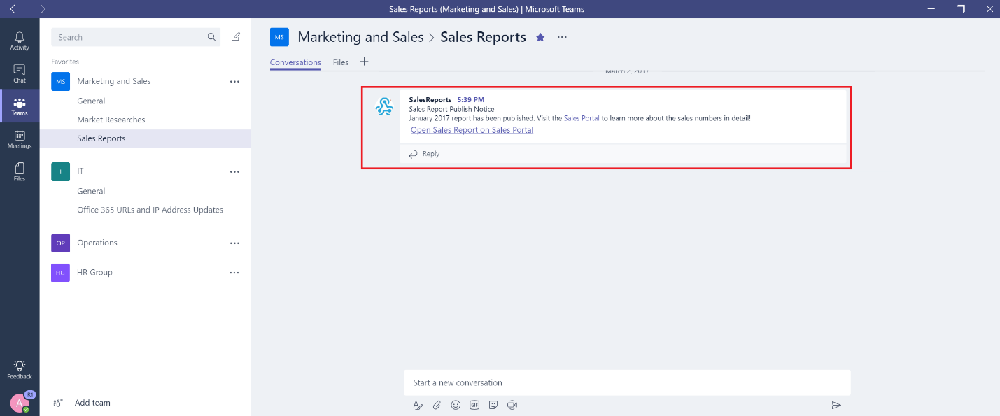 Sales Reports (Marketing and Sales) | Microsoft Teams
Activity
Chat
Teams
Meetings
Files
Feedback
A
R1
Search
Favorites
MS
Marketing and Sales
General
Market Researches
Sales Reports
I
IT
General
Office 365 URLs and IP Address Updates
OP
Operations
HG
HR Group
Add team
MS
Marketing and Sales > Sales Reports
Conversations Files
March 2, 2017
SalesReports 5:39 PM
Sales Report Publish Notice
January 2017 report has been published. Visit the Sales Portal to learn more about the sales numbers in detail!
Open Sales Report on Sales Portal
Reply
Start a new conversation
GIF